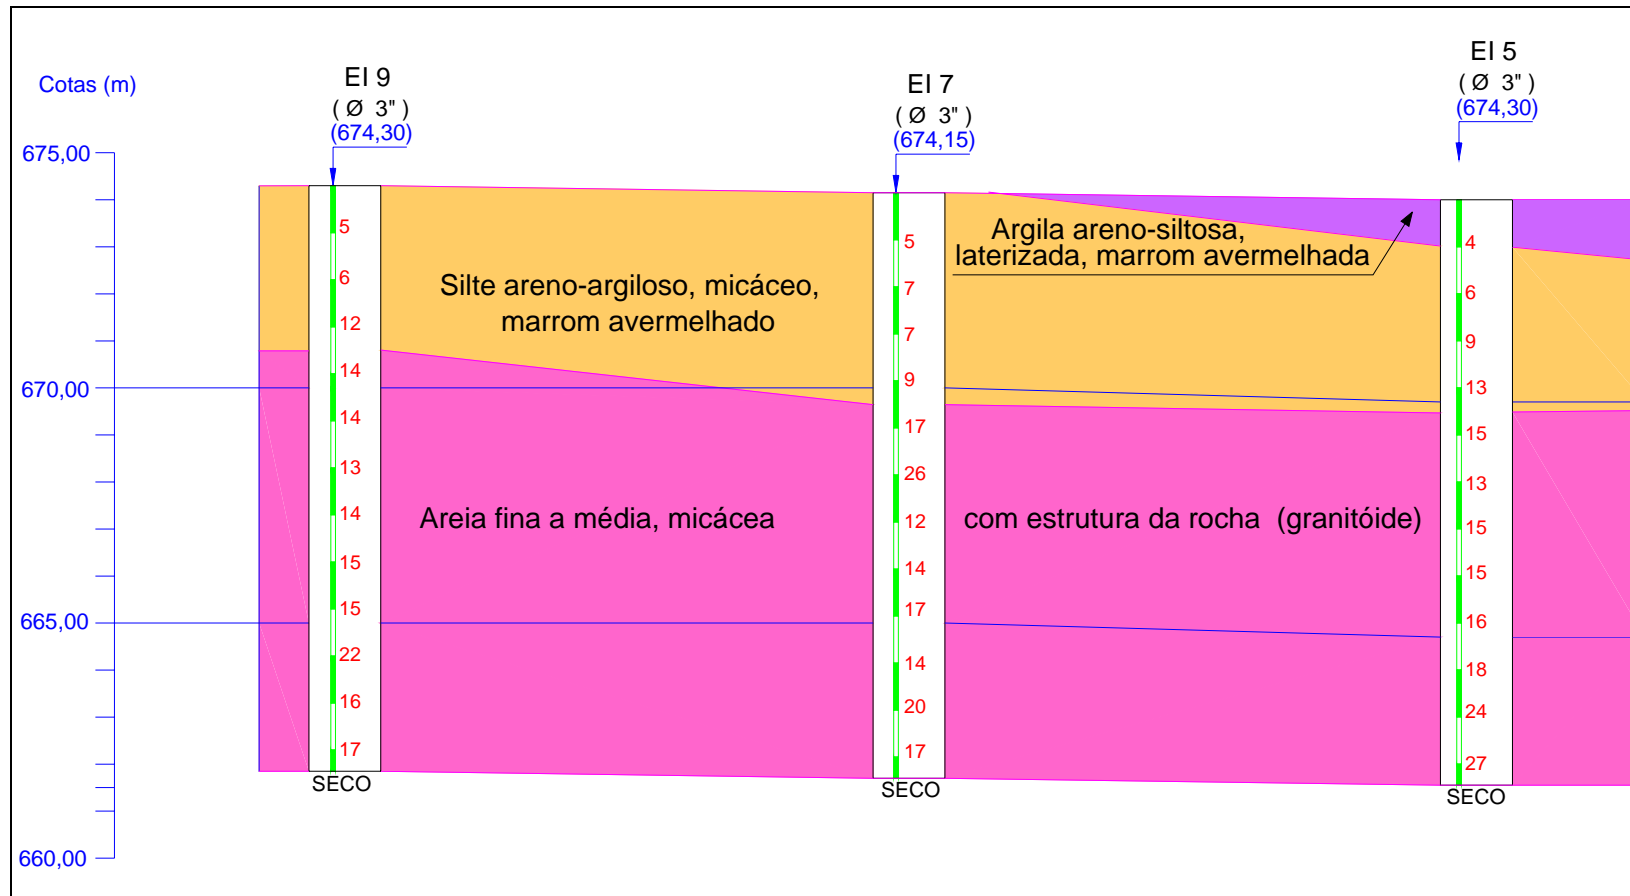 Cotas (m)
EI 9
( Ø 3" )
(674,30)
EI 7
( Ø 3" )
(674,15)
EI 5
( Ø 3" )
(674,30)
675,00
670,00
665,00
660,00
5
6
12
14
14
13
14
15
15
22
16
17
SECO
5
7
7
9
17
26
12
14
17
14
20
17
SECO
4
6
9
13
15
13
15
15
16
18
24
27
SECO
Silte areno-argiloso, micáceo,
marrom avermelhado
Argila areno-siltosa,
laterizada, marrom avermelhada
Areia fina a média, micácea
com estrutura da rocha (granitóide)